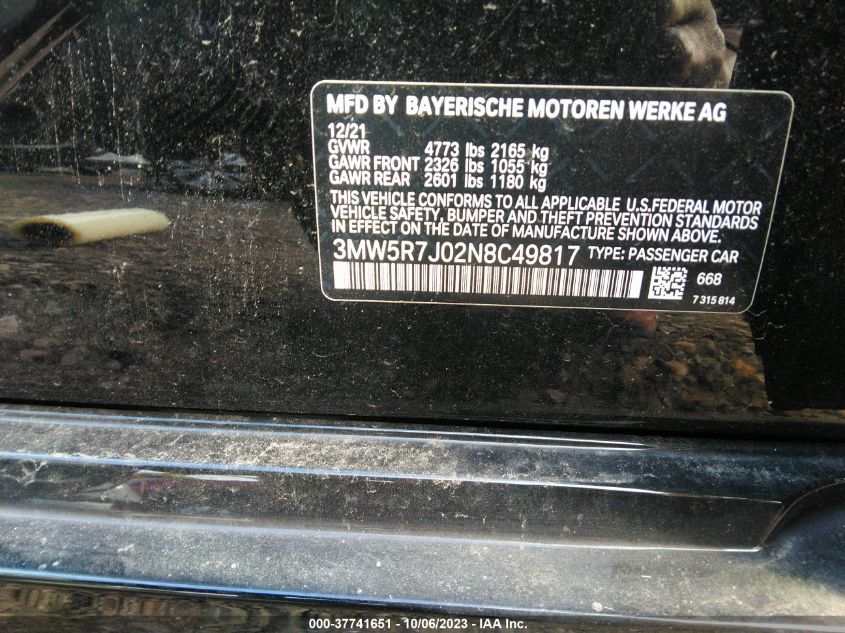 MFD BY BAYERISCHE MOTOREN WERKE AG
12/21
GVWR 4773 lbs 2165 kg
GAWR FRONT 2326 lbs 1055 kg
GAWR REAR 2601 lbs 1180 kg
THIS VEHICLE CONFORMS TO ALL APPLICABLE U.S.FEDERAL MOTOR
VEHICLE SAFETY, BUMPER AND THEFT PREVENTION STANDARDS
IN EFFECT ON THE DATE OF MANUFACTURE SHOWN ABOVE.
3MW5R7J02N8C49817 TYPE: PASSENGER CAR
668
7 315 814
000-37741651 - 10/06/2023 - IAA Inc.